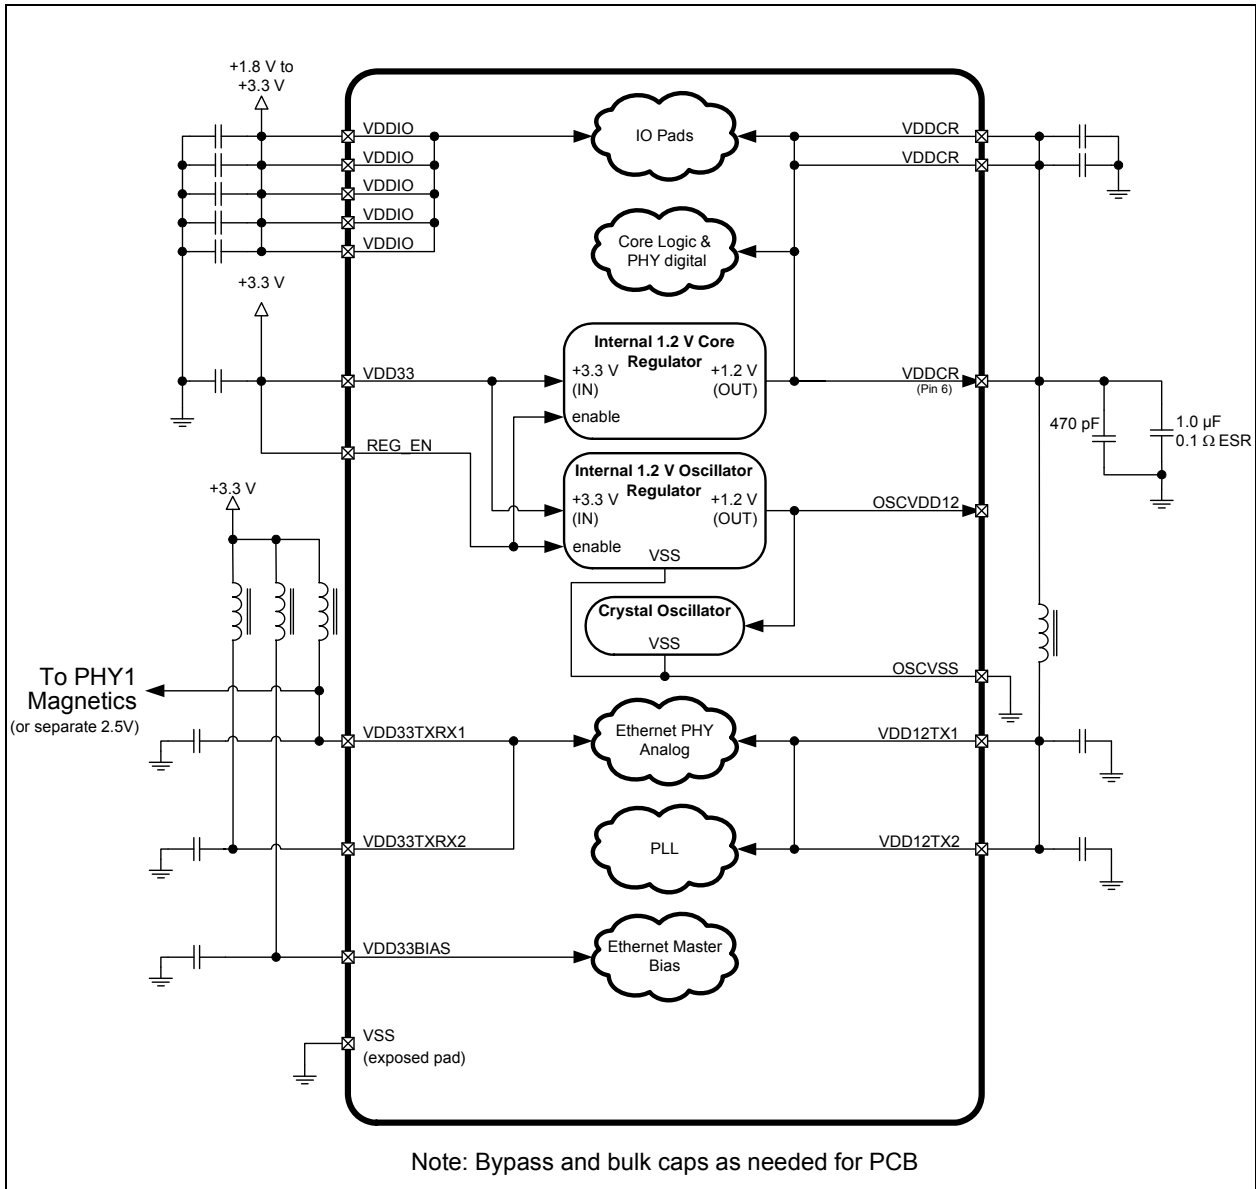 +1.8 V to
+3.3 V
VDDIO
VDDIO
VDDIO
VDDIO
VDDIO
IO Pads
VDDCR
VDDCR
Core Logic &
PHY digital
+3.3 V
Internal 1.2 V Core
Regulator
+3.3 V
(IN)
+1.2 V
(OUT)
enable
VDD33
VDDCR
(Pin 6)
470 pF
1.0 µF
0.1 Ω ESR
REG_EN
Internal 1.2 V Oscillator
Regulator
+3.3 V
(IN)
+1.2 V
(OUT)
enable
VSS
OSCVDD12
+3.3 V
Crystal Oscillator
VSS
OSCVSS
To PHY1
Magnetics
(or separate 2.5V)
VDD33TXRX1
Ethernet PHY
Analog
VDD12TX1
VDD33TXRX2
PLL
VDD12TX2
VDD33BIAS
Ethernet Master
Bias
VSS
(exposed pad)
Note: Bypass and bulk caps as needed for PCB